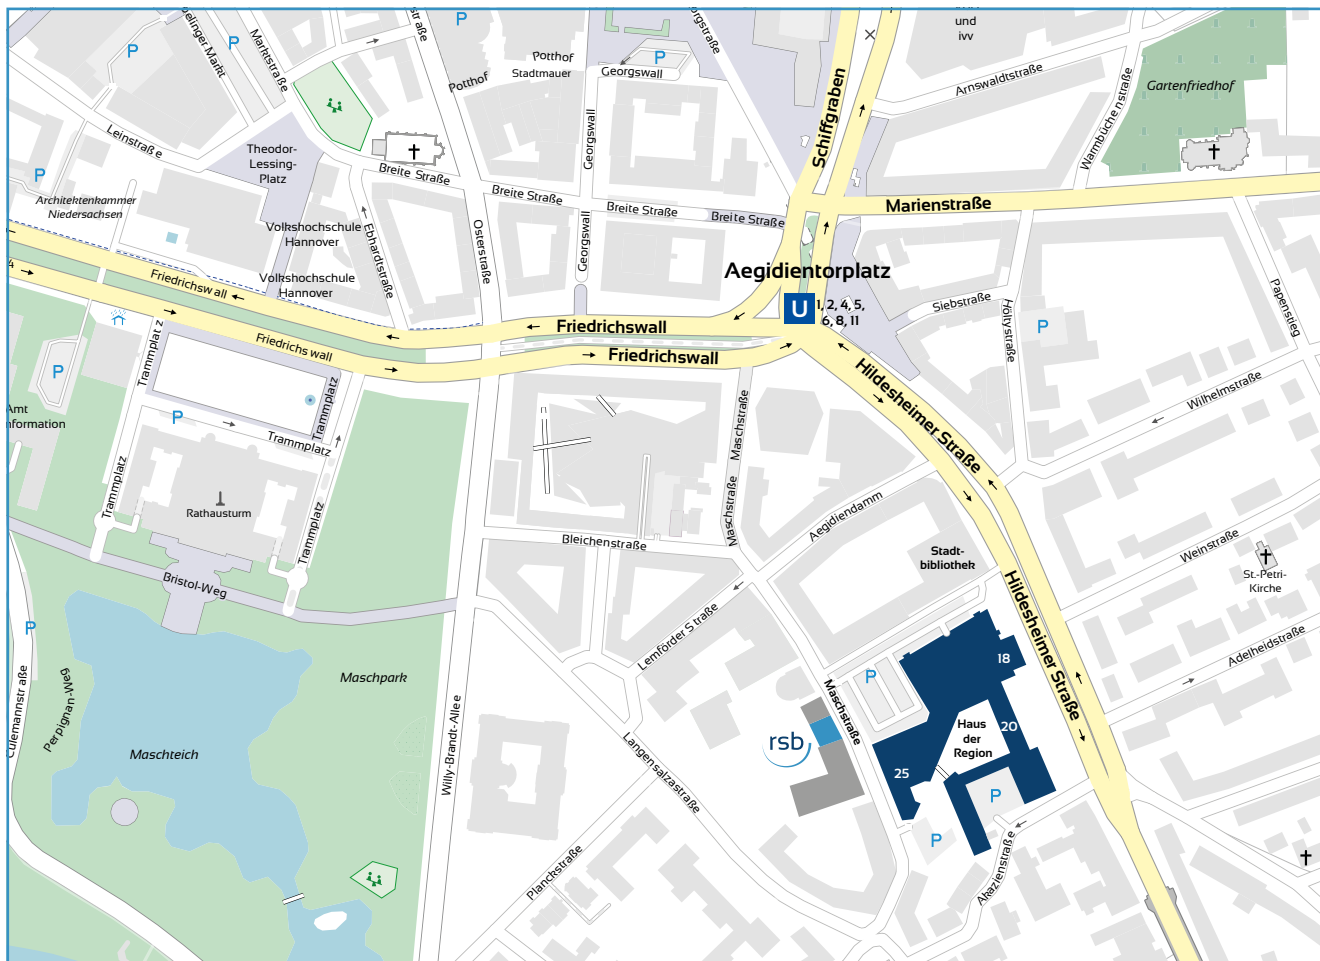 P
P
P
Marktstraße
Potthof
Potthof
Stadtmauer
P
Georgswall
und
ivv
Arnswaldtstraße
Gartenfriedhof
Warmbüchenstraße
Schiffgraben
Leinstraße
Theodor-
Lessing-
Platz
Georgswall
P
Architektenkammer
Niedersachsen
Breite Straße
Breite Straße
Breite Straße
Breite Straße
Marienstraße
Volkshochschule
Hannover
Volkshochschule
Hannover
Ebhardtstraße
Osterstraße
Georgswall
Aegidientorplatz
U
1, 2, 4, 5,
6, 8, 11
Siebstraße
Höltystraße
P
Papenstieg
Friedrichswall
Friedrichswall
Friedrichswall
Friedrichswall
Trammplatz
Trammplatz
P
P
Trammplatz
Trammplatz
Trammplatz
Amt
Rathausturm
Maschstraße
Maschstraße
Hildesheimer Straße
Wilhelmstraße
Aegidiendamm
Bleichenstraße
Stadt-
bibliothek
Weinstraße
St.-Petri-
Kirche
Bristol-Weg
Hildesheimer Straße
Adelheidstraße
Lemförder Straße
P
Culemannstraße
Perpignan-Weg
Maschpark
Maschteich
Willy-Brandt-Allee
Langensalzastraße
Maschstraße
P
18
20
Haus
der
Region
25
rsb
P
P
Planckstraße
Akazienstraße